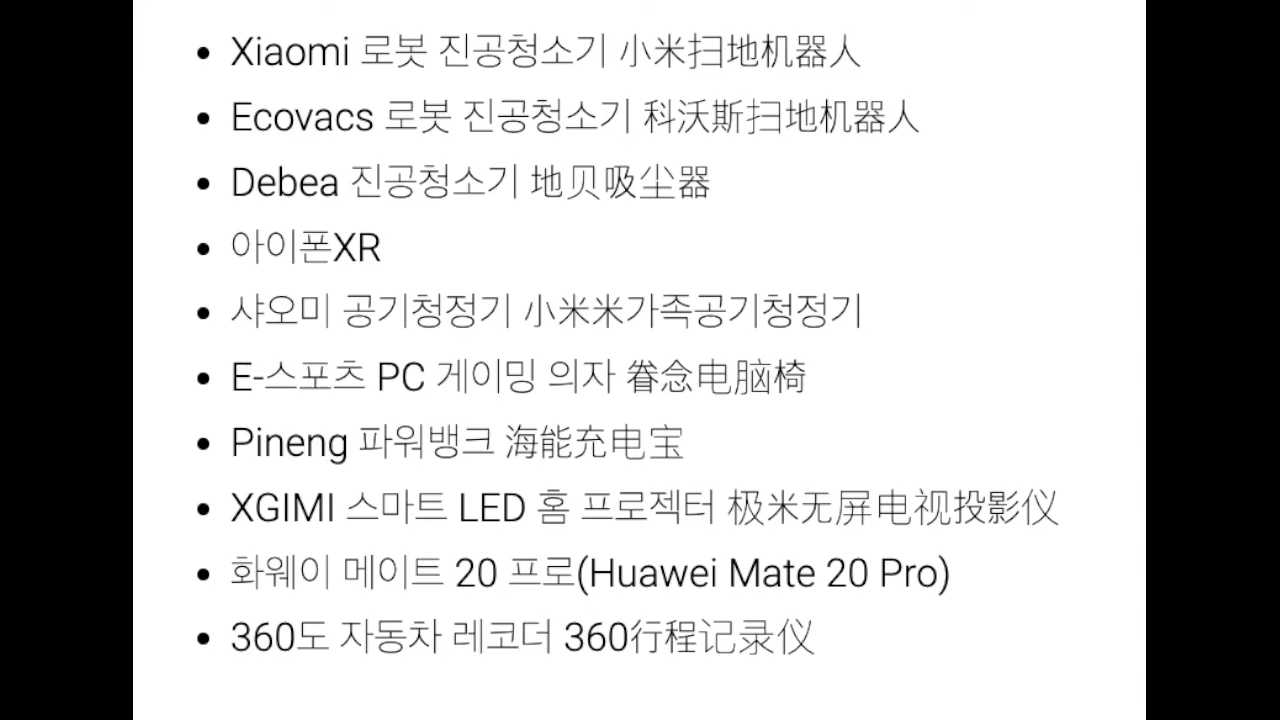 • Xiaomi 로봇 진공청소기 小米扫地机器人
• Ecovacs 로봇 진공청소기 科沃斯扫地机器人
• Debea 진공청소기 地贝吸尘器
• 아이폰XR
• 샤오미 공기청정기 小米米가족공기청정기
• E-스포츠 PC 게이밍 의자 眷念电脑椅
• Pineng 파워뱅크 海能充电宝
• XGIMI 스마트 LED 홈 프로젝터 极米无屏电视投影仪
• 화웨이 메이트 20 프로(Huawei Mate 20 Pro)
• 360도 자동차 레코더 360行程记录仪